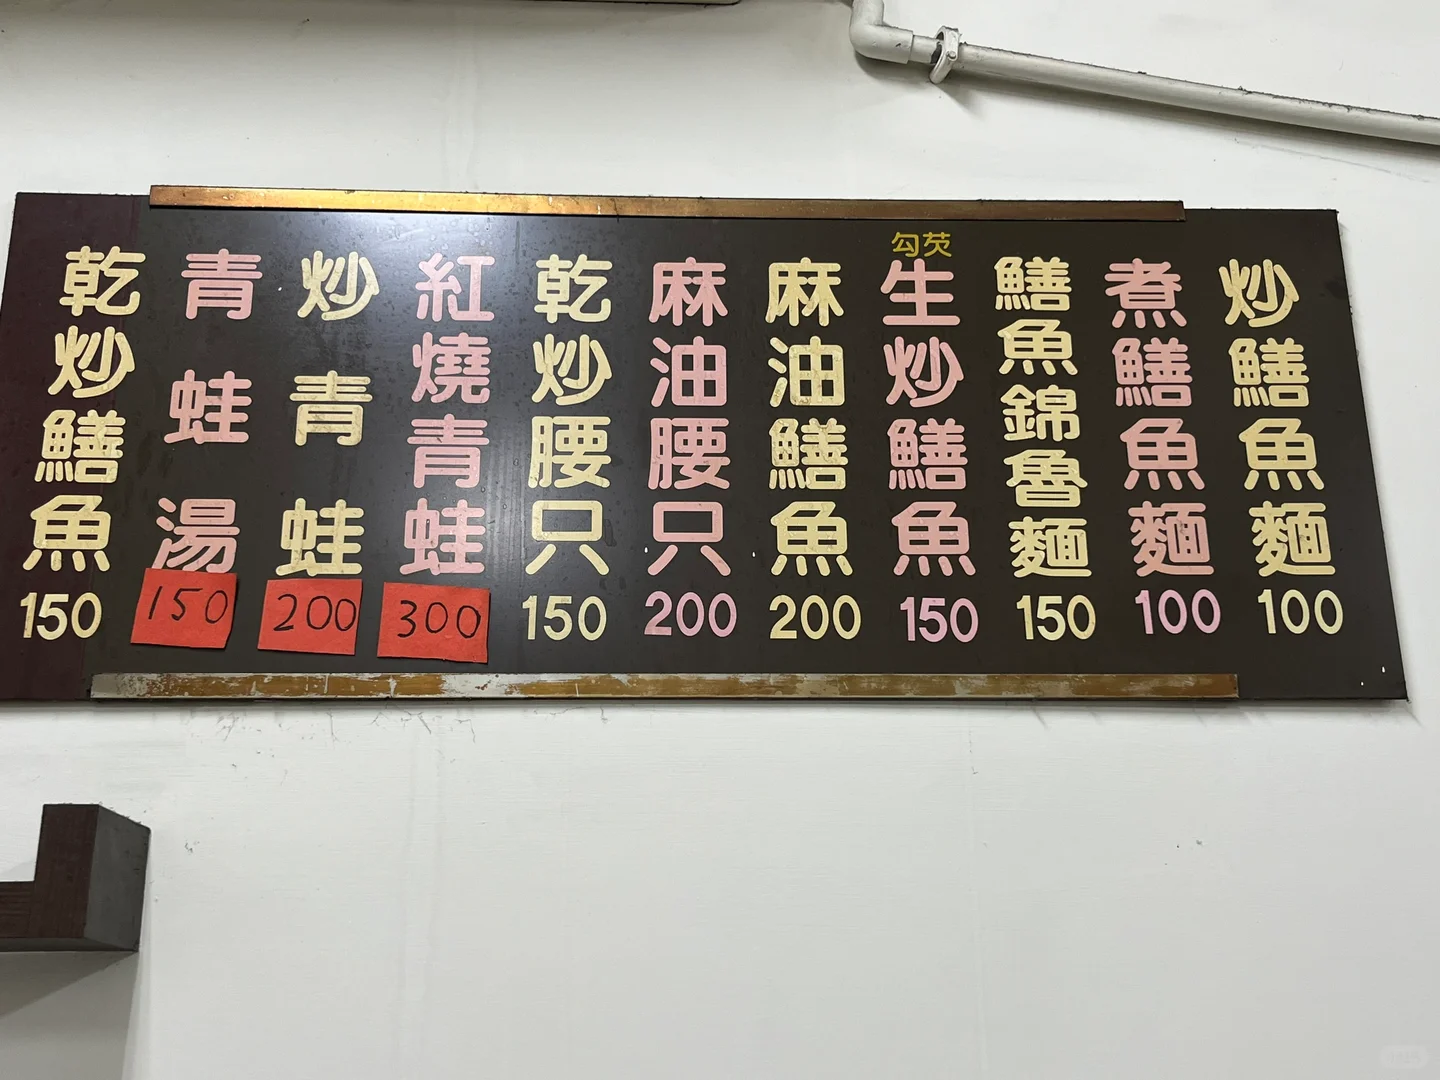 炒鱔魚麵 100
煮鱔魚麵 100
鱔魚錦魯麵 150
勾芡
生炒鱔魚 150
麻油鱔魚 200
麻油腰只 200
乾炒腰只 150
紅燒青蛙 300
炒青蛙 200
青蛙湯 150
乾炒鱔魚 150